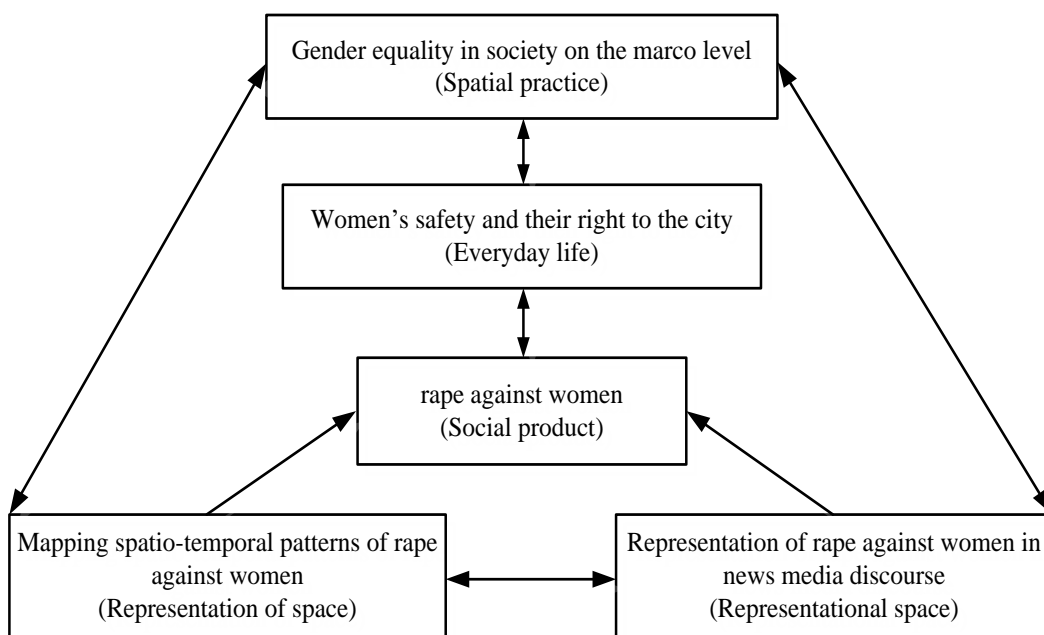 Gender equality in society on the marco level
(Spatial practice)
Women's safety and their right to the city
(Everyday life)
rape against women
(Social product)
Mapping spatio-temporal patterns of rape
against women
(Representation of space)
Representation of rape against women in
news media discourse
(Representational space)